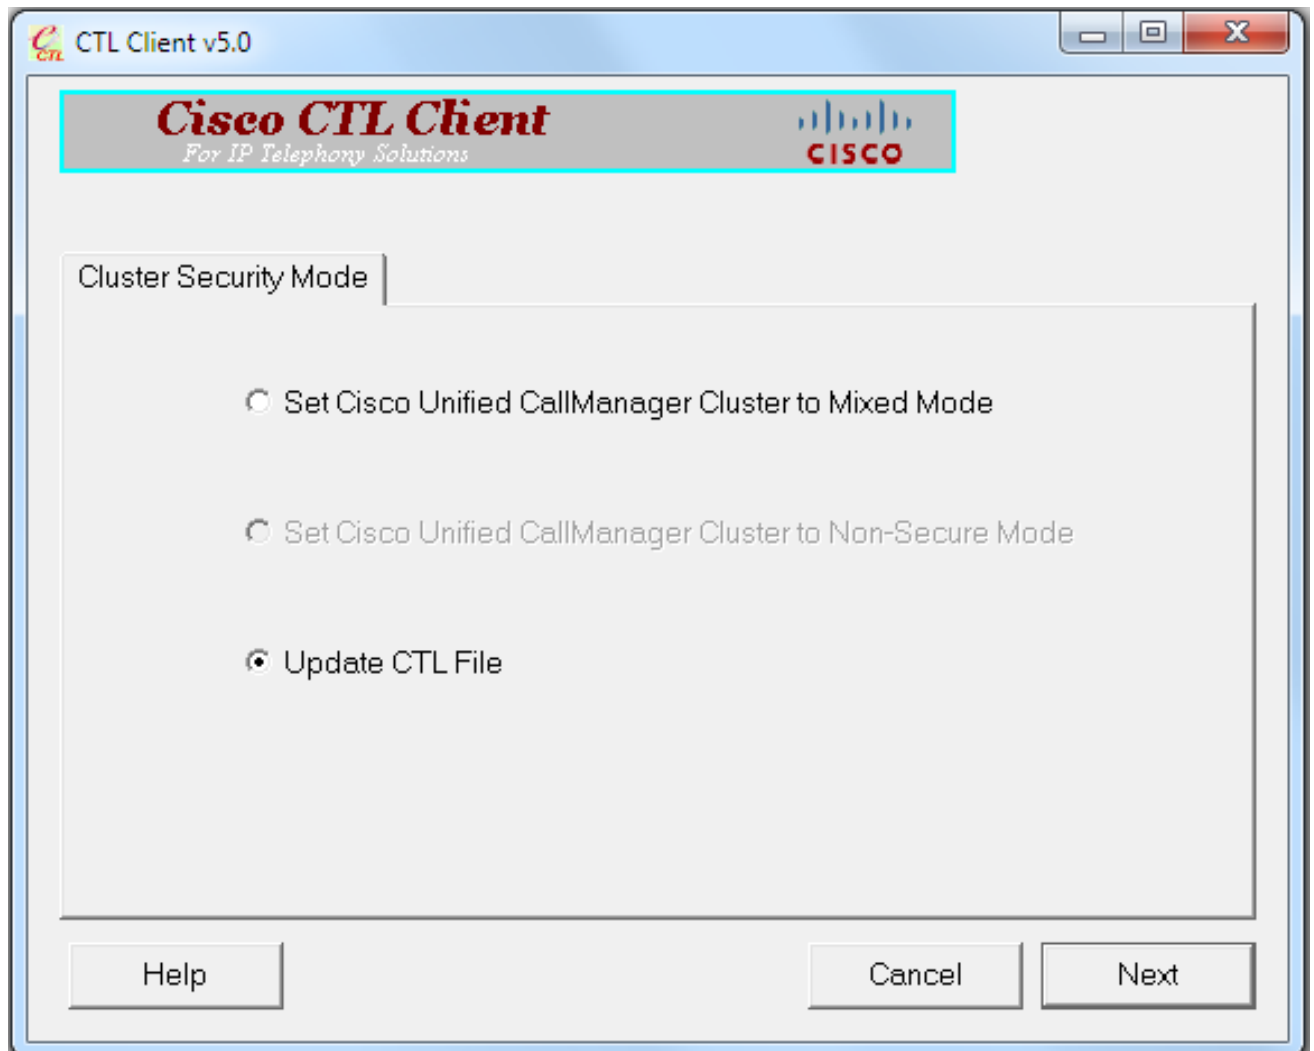 CTL Client v5.0
Cisco CTL Client
For IP Telephony Solutions
CISCO
Cluster Security Mode
Set Cisco Unified CallManager Cluster to Mixed Mode
Set Cisco Unified CallManager Cluster to Non-Secure Mode
Update CTL File
Help
Cancel
Next